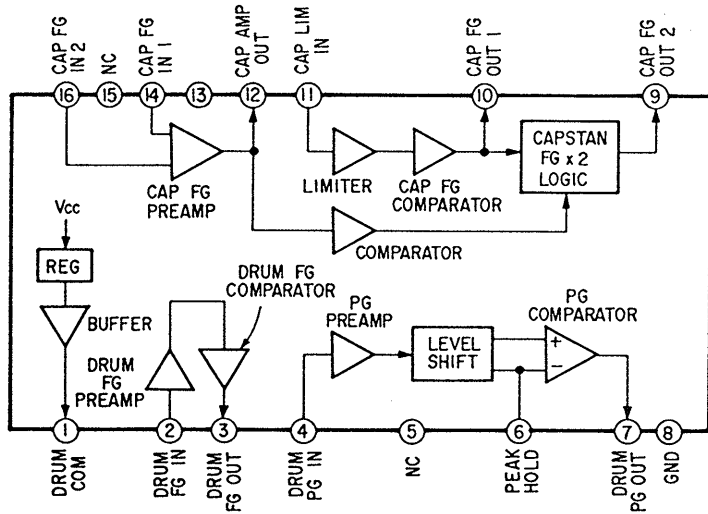 CAP FG
IN 2
NC
CAP FG
IN 1
CAP AMP
OUT
CAP LIM
IN
CAP FG
OUT 1
CAP FG
OUT 2
16
15
14
13
12
11
10
9
CAP FG
PREAMP
LIMITER
CAP FG
COMPARATOR
CAPSTAN
FG x 2
LOGIC
COMPARATOR
Vcc
REG
BUFFER
DRUM
FG
PREAMP
DRUM FG
COMPARATOR
PG
PREAMP
LEVEL
SHIFT
PG
COMPARATOR
+
−
1
2
3
4
5
6
7
8
DRUM
COM
DRUM
FG IN
DRUM
FG OUT
DRUM
PG IN
NC
PEAK
HOLD
DRUM
PG OUT
GND